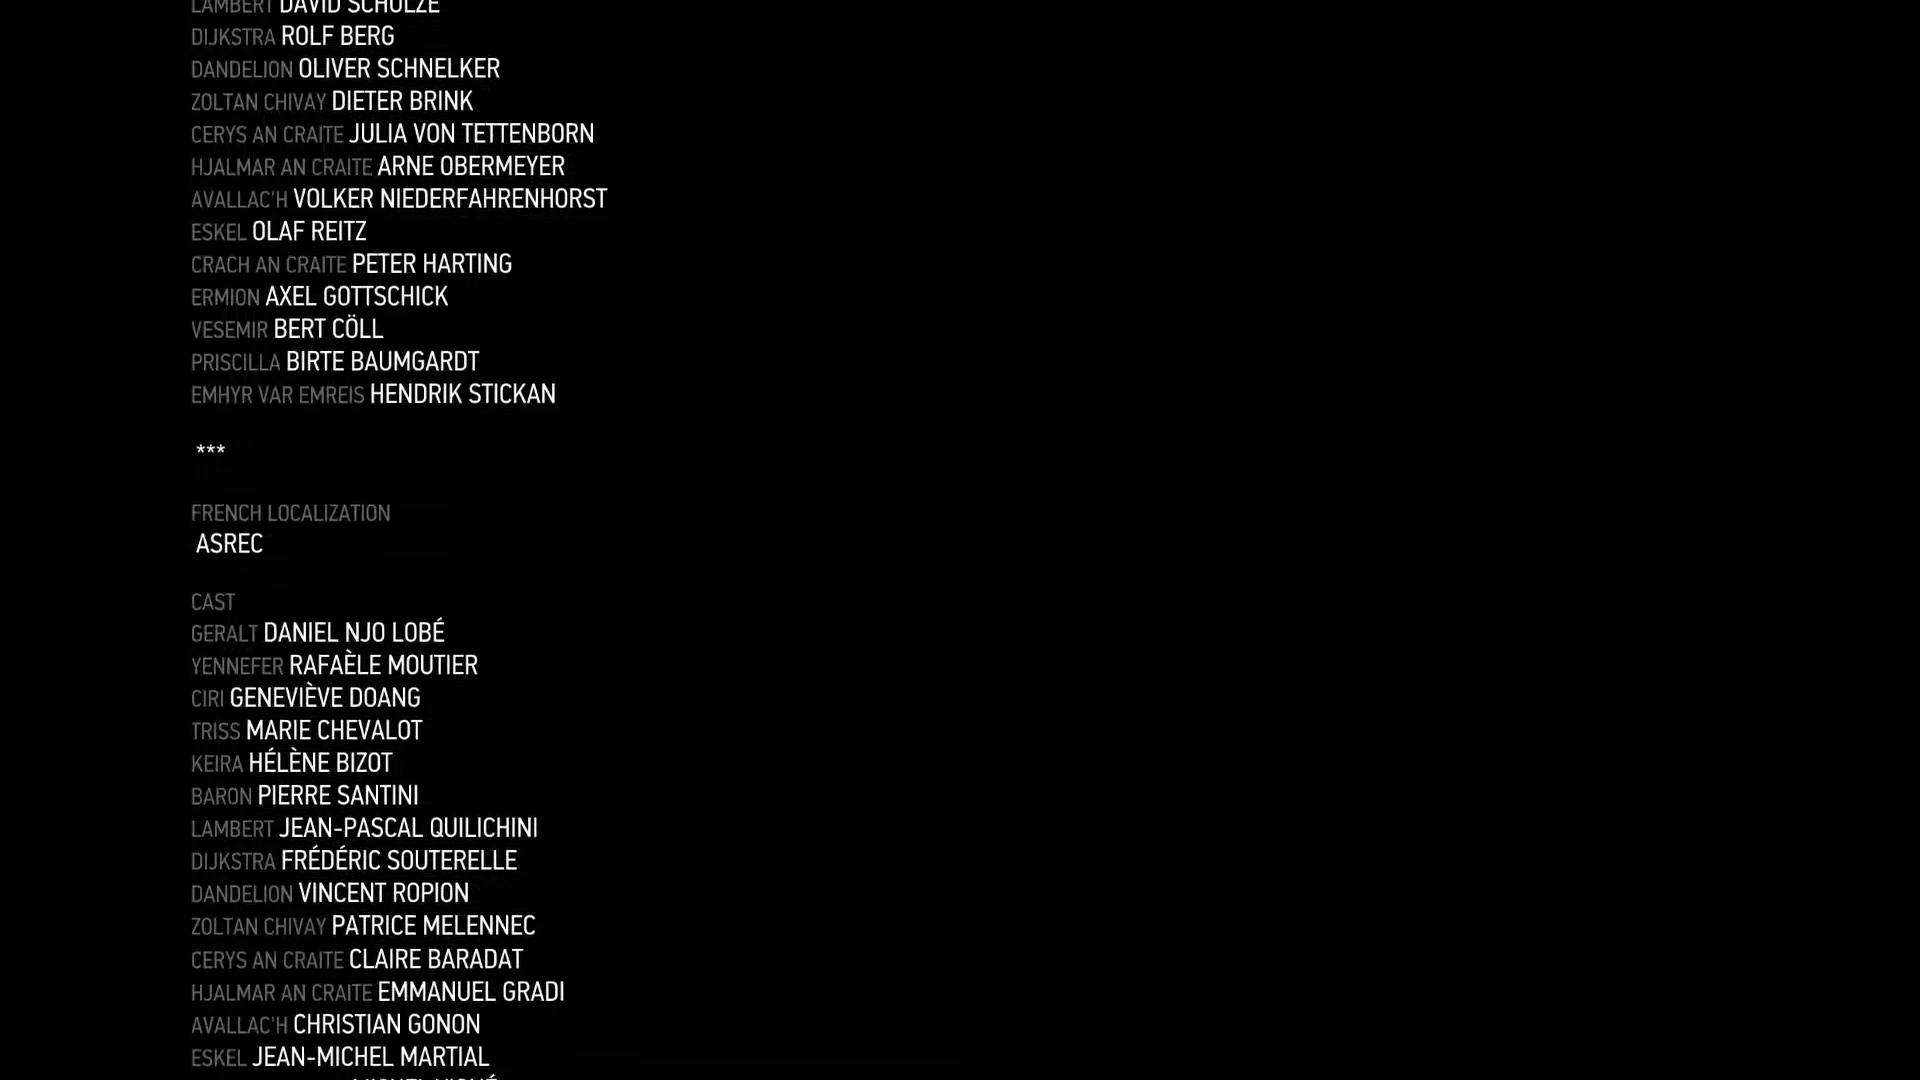 LAMBERT DAVID SCHULZE
DIJKSTRA ROLF BERG
DANDELION OLIVER SCHNELKER
ZOLTAN CHIVAY DIETER BRINK
CERYS AN CRAITE JULIA VON TETTENBORN
HJALMAR AN CRAITE ARNE OBERMEYER
AVALLAC'H VOLKER NIEDERFAHRENHORST
ESKEL OLAF REITZ
CRACH AN CRAITE PETER HARTING
ERMION AXEL GOTTSCHICK
VESEMIR BERT CÖLL
PRISCILLA BIRTE BAUMGARDT
EMHYR VAR EMREIS HENDRIK STICKAN
***
FRENCH LOCALIZATION
ASREC
CAST
GERALT DANIEL NJO LOBÉ
YENNEFER RAFAÈLE MOUTIER
CIRI GENEVIÈVE DOANG
TRISS MARIE CHEVALOT
KEIRA HÉLÈNE BIZOT
BARON PIERRE SANTINI
LAMBERT JEAN-PASCAL QUILICHINI
DIJKSTRA FRÉDÉRIC SOUTERELLE
DANDELION VINCENT ROPION
ZOLTAN CHIVAY PATRICE MELENNEC
CERYS AN CRAITE CLAIRE BARADAT
HJALMAR AN CRAITE EMMANUEL GRADI
AVALLAC'H CHRISTIAN GONON
ESKEL JEAN-MICHEL MARTIAL